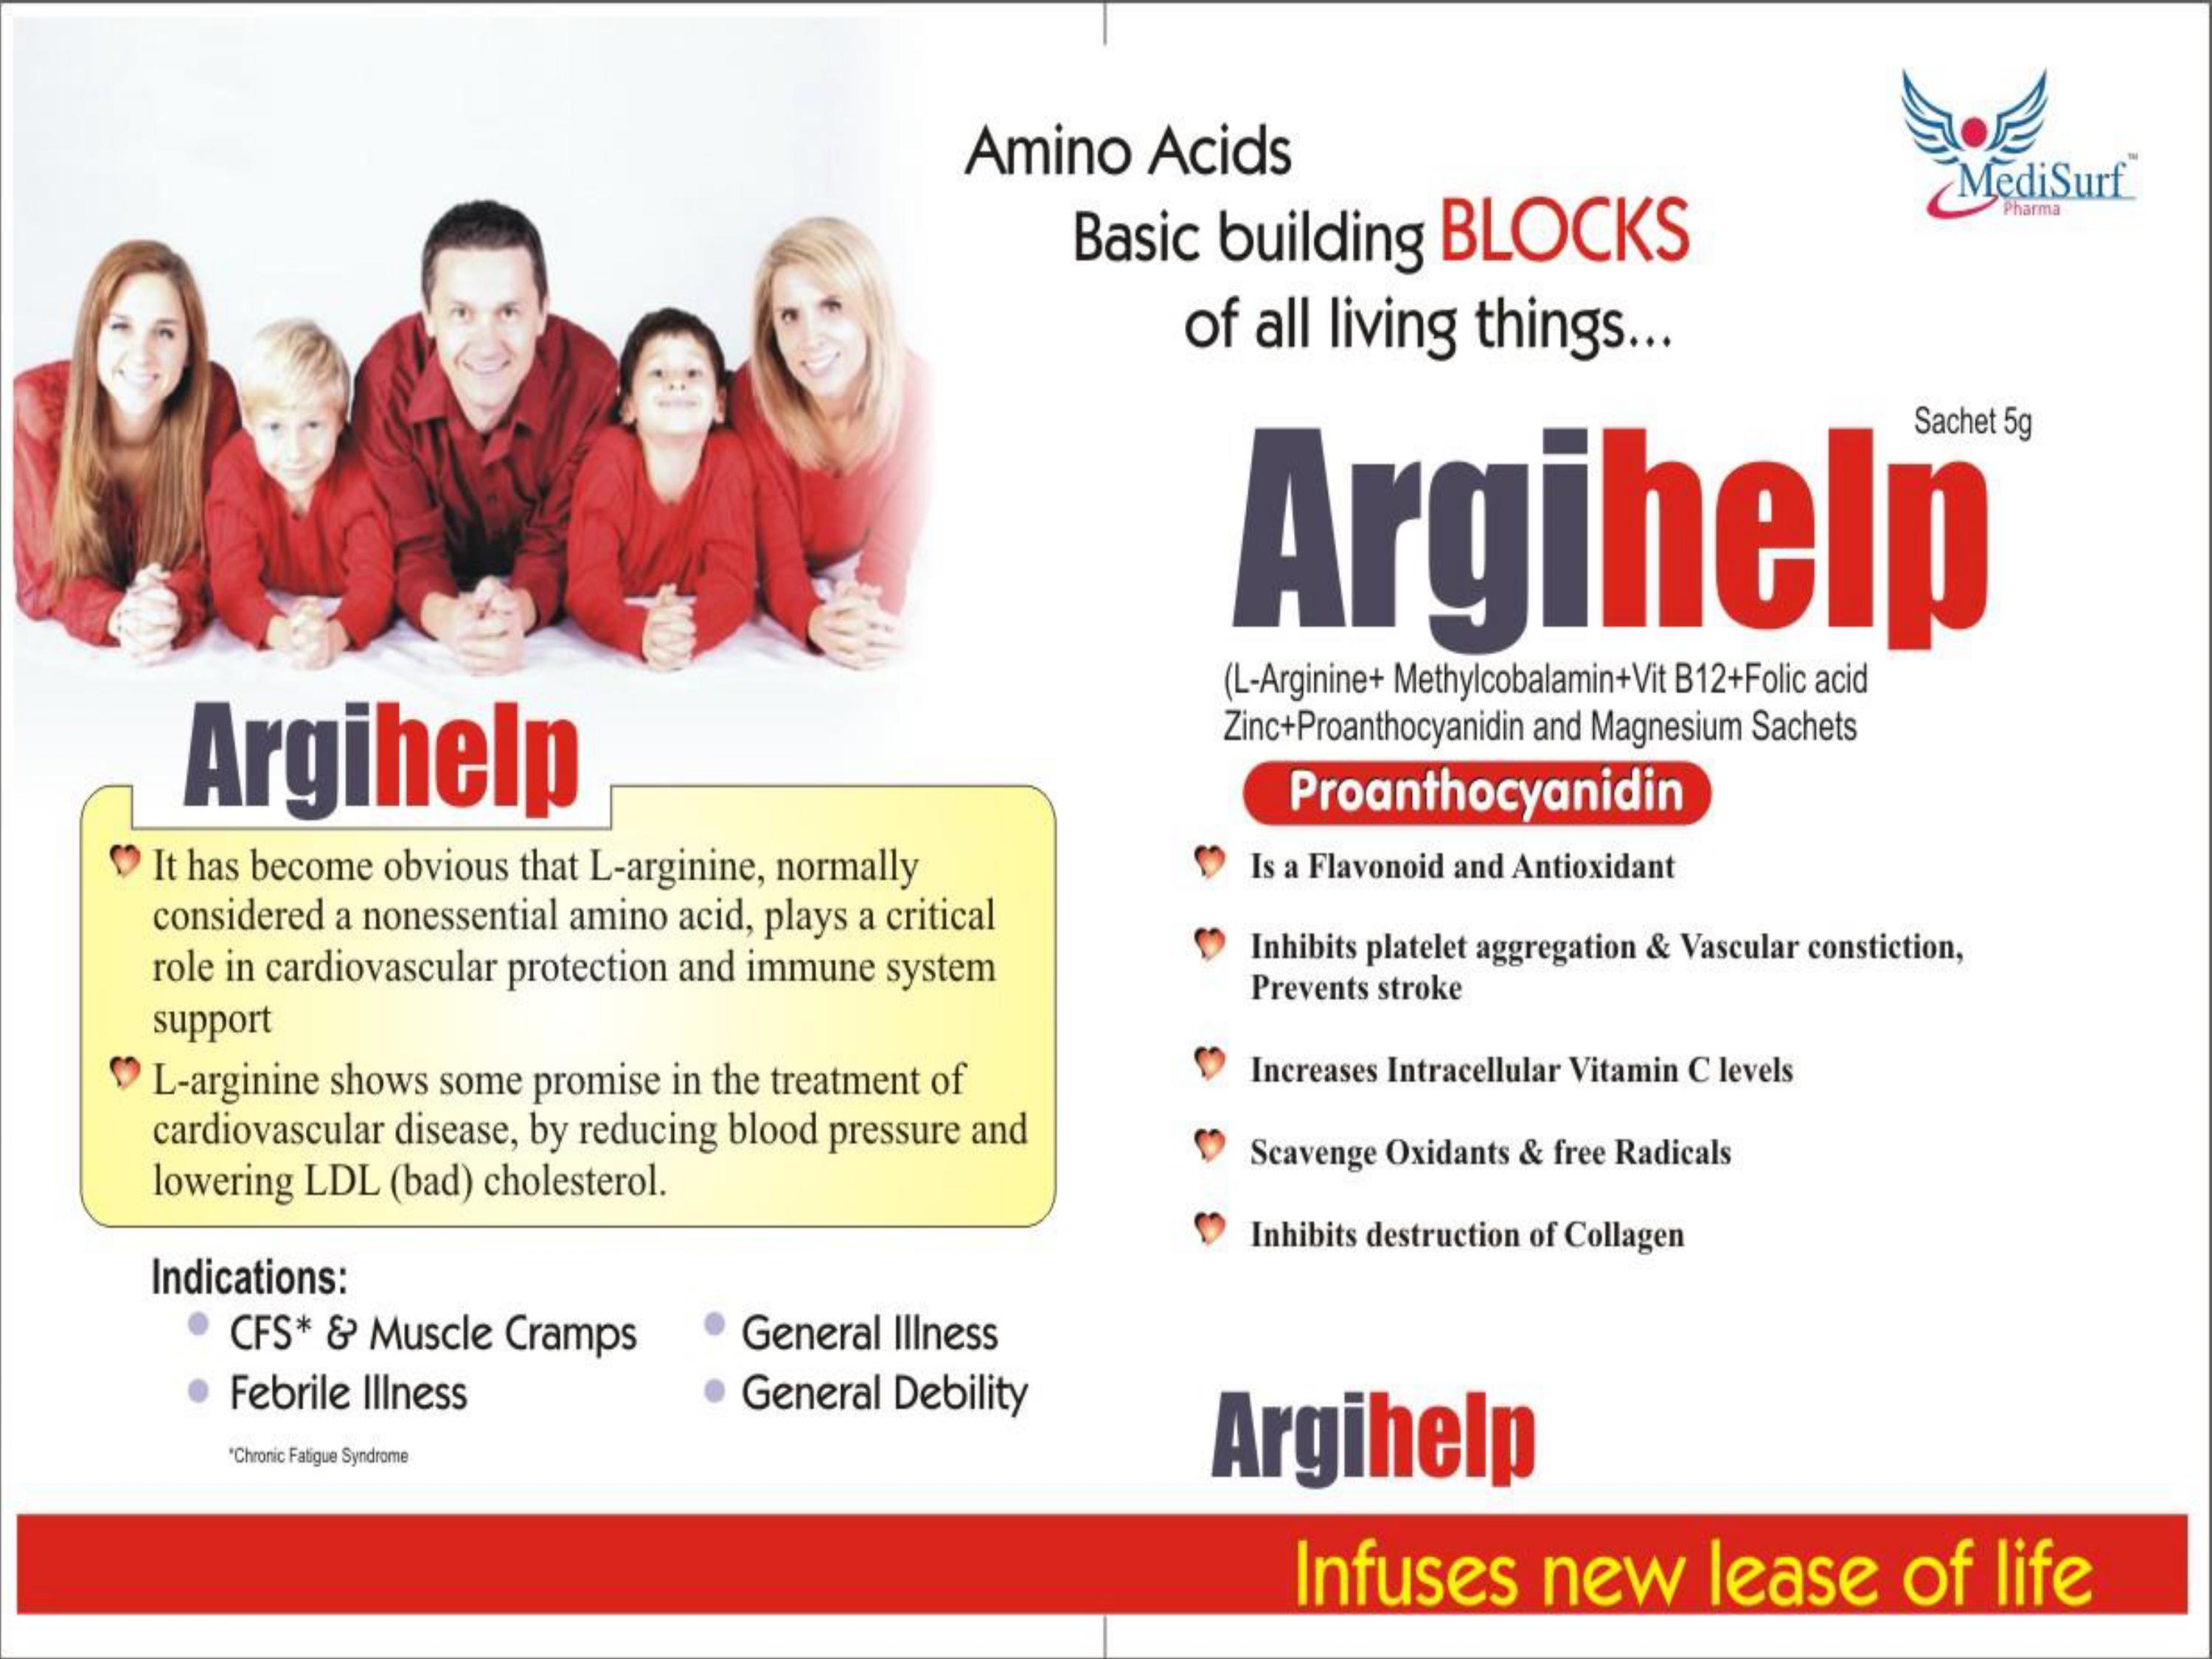 Amino Acids
Basic building BLOCKS
of all living things...
MediSurf™
Pharma
Sachet 5g
Argihelp
(L-Arginine+ Methylcobalamin+Vit B12+Folic acid
Zinc+Proanthocyanidin and Magnesium Sachets
Proanthocyanidin
Is a Flavonoid and Antioxidant
Inhibits platelet aggregation & Vascular constiction,
Prevents stroke
Increases Intracellular Vitamin C levels
Scavenge Oxidants & free Radicals
Inhibits destruction of Collagen
Argihelp
Argihelp
It has become obvious that L-arginine, normally
considered a nonessential amino acid, plays a critical
role in cardiovascular protection and immune system
support
L-arginine shows some promise in the treatment of
cardiovascular disease, by reducing blood pressure and
lowering LDL (bad) cholesterol.
Indications:
CFS* & Muscle Cramps
Febrile Illness
General Illness
General Debility
*Chronic Fatigue Syndrome
Infuses new lease of life